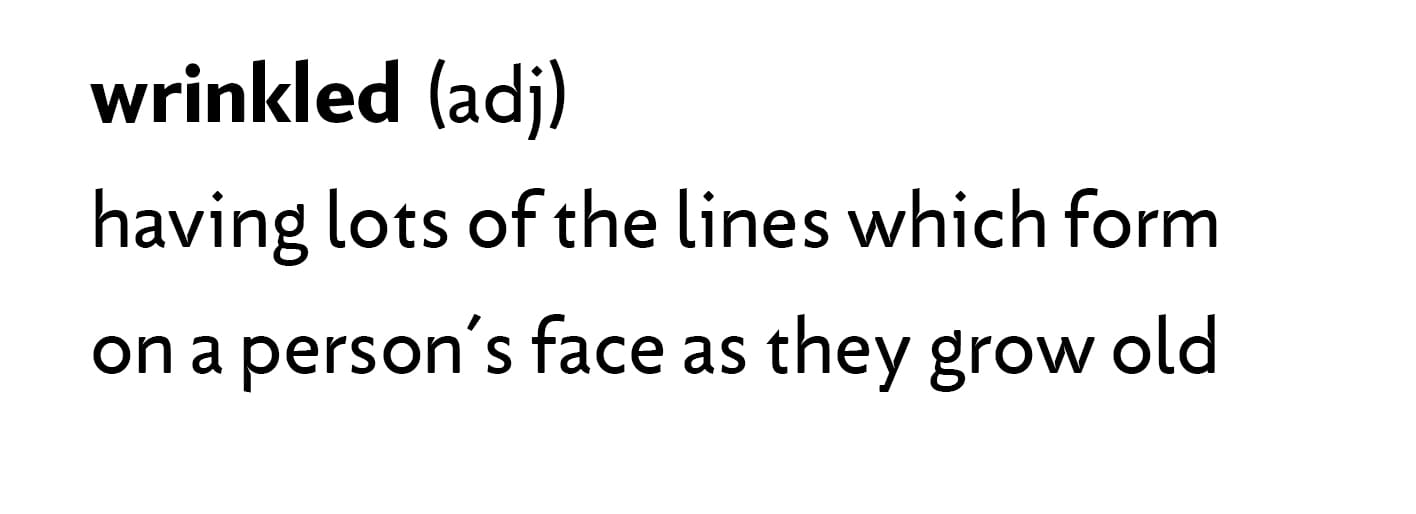 wrinkled (adj)
having lots of the lines which form
on a person´s face as they grow old